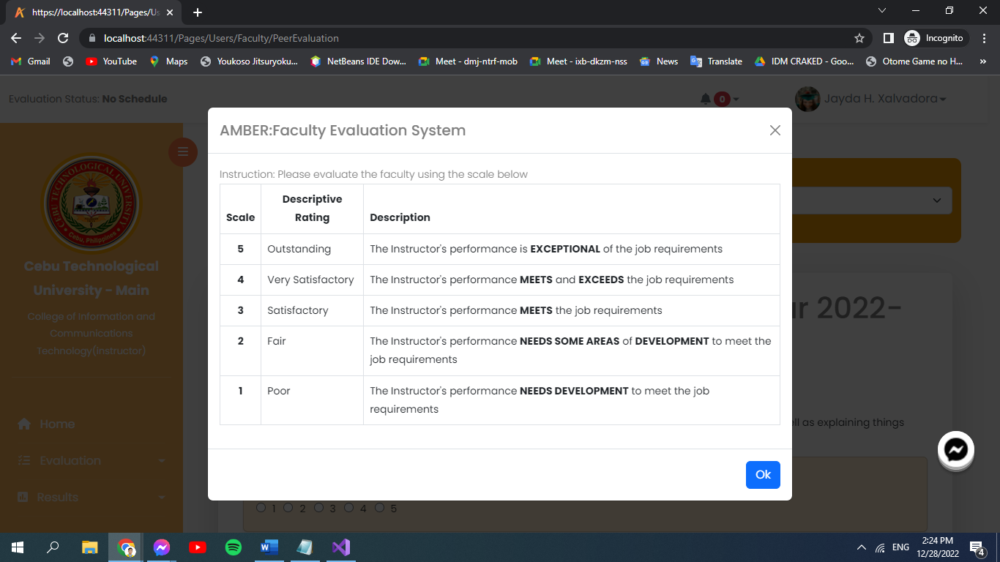 https://localhost:44311/Pages/Us
localhost:44311/Pages/Users/Faculty/PeerEvaluation
Incognito
Gmail
YouTube
Maps
Youkoso Jitsuryoku...
NetBeans IDE Dow...
Meet - dmj-ntrf-mob
Meet - ixb-dkzm-nss
News
Translate
IDM CRAKED - Goo...
Otome Game no H...
»
Evaluation Status: No Schedule
0
Jayda H. Xalvadora
AMBER:Faculty Evaluation System
Instruction: Please evaluate the faculty using the scale below
Scale
Descriptive
Rating
Description
5 Outstanding The Instructor's performance is EXCEPTIONAL of the job requirements
4 Very Satisfactory The Instructor's performance MEETS and EXCEEDS the job requirements
3 Satisfactory The Instructor's performance MEETS the job requirements
2 Fair The Instructor's performance NEEDS SOME AREAS of DEVELOPMENT to meet the
job requirements
1 Poor The Instructor's performance NEEDS DEVELOPMENT to meet the job
requirements
Ok
CEBU TECHNOLOGICAL UNIVERSITY
Cebu, Philippines
Cebu Technological
University - Main
College of Information and
Communications
Technology(Instructor)
Home
Evaluation
Results
ar 2022-
ll as explaining things
1 2 3 4 5
ENG
2:24 PM
12/28/2022
4